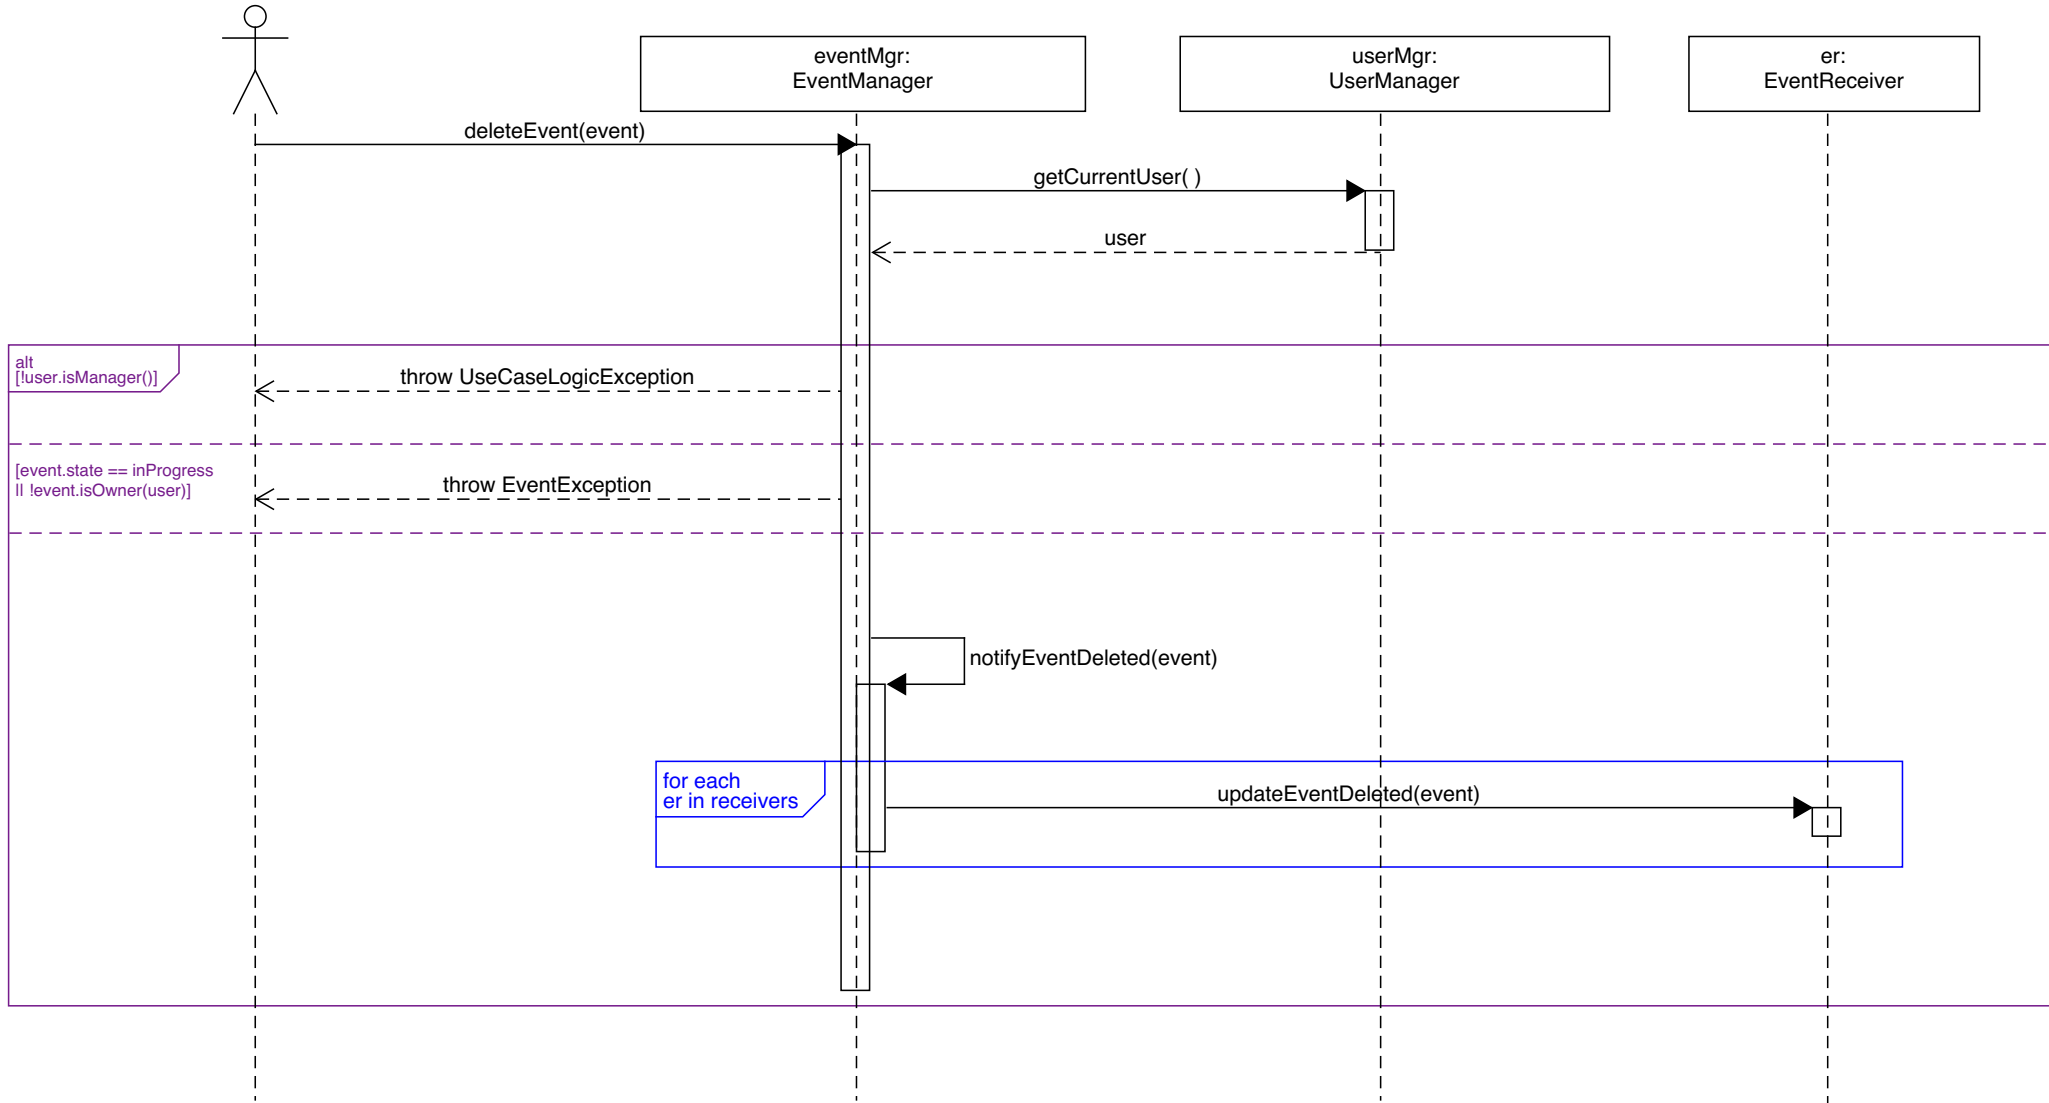 eventMgr:
EventManager
userMgr:
UserManager
er:
EventReceiver
deleteEvent(event)
getCurrentUser( )
user
alt
[!user.isManager()]
throw UseCaseLogicException
[event.state == inProgress
|| !event.isOwner(user)]
throw EventException
notifyEventDeleted(event)
for each
er in receivers
updateEventDeleted(event)